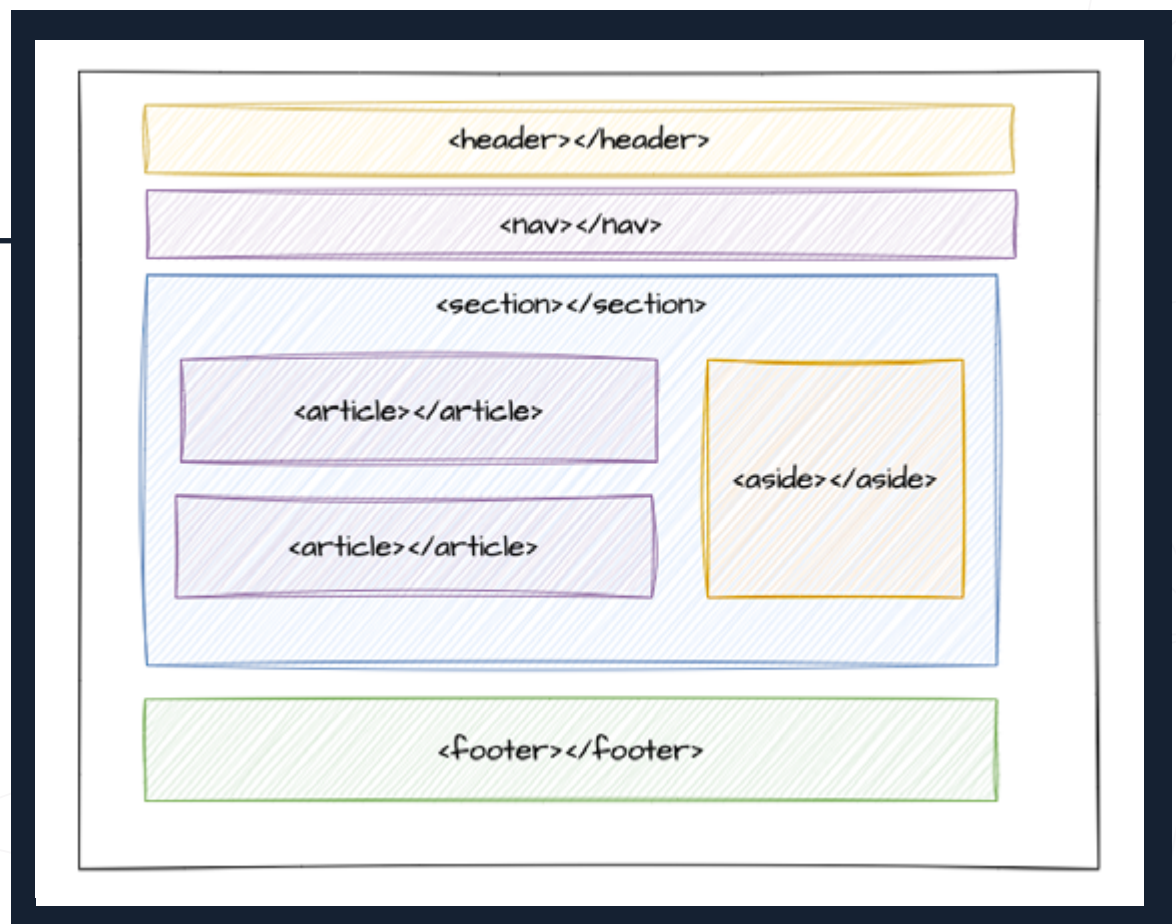 <header></header>
<nav></nav>
<section></section>
<article></article>
<aside></aside>
<article></article>
<footer></footer>